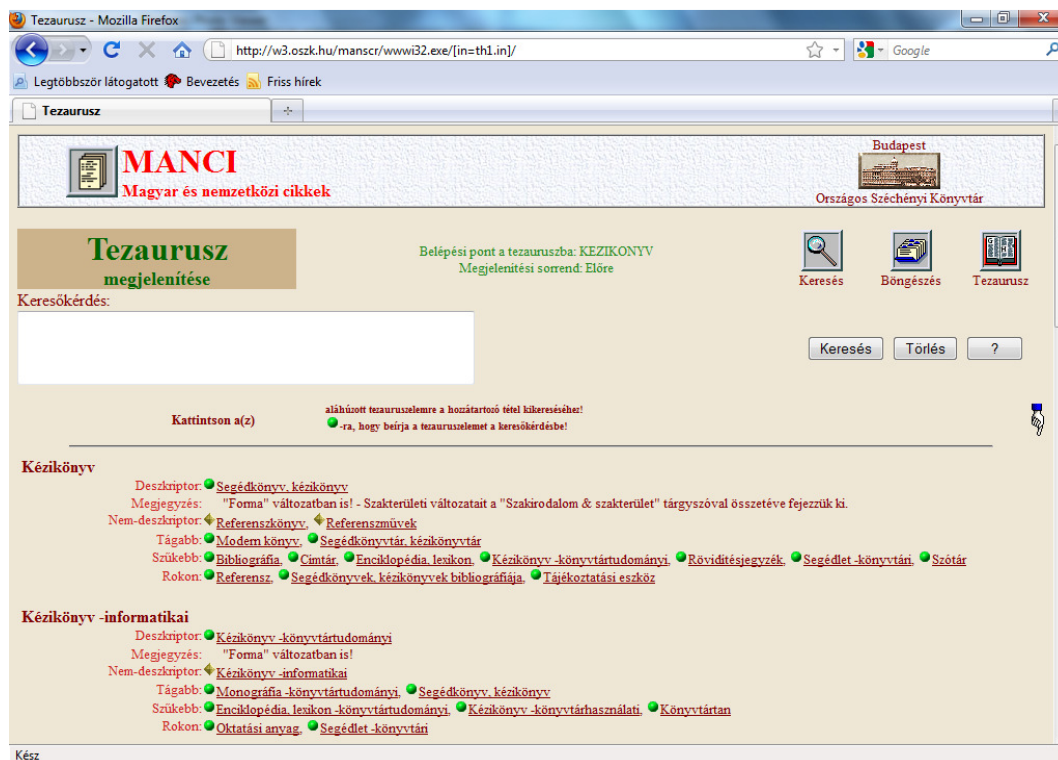 Tezaurusz - Mozilla Firefox
http://w3.oszk.hu/manscr/wwwi32.exe/[in=th1.in]/
Google
Legtöbbször látogatott Bevezetés Friss hírek
Tezaurusz
MANCI
Magyar és nemzetközi cikkek
Budapest
Országos Széchényi Könyvtár
Tezaurusz
megjelenítése
Belépési pont a tezauruszba: KEZIKONYV
Megjelenitési sorrend: Előre
Keresés Böngészés Tezaurusz
Keresőkérdés:
Keresés Törlés ?
Kattintson a(z)
aláhúzott tezauruszelemre a hozzátartozó tétel kikereséséhez!
-ra, hogy beírja a tezauruszelemet a keresőkérdésbe!
Kézikönyv
Deszkriptor: Segédkönyv, kézikönyv
Megjegyzés: "Forma" változatban is! - Szakterületi változatait a "Szakirodalom & szakterület" tárgyszóval összetéve fejezzük ki.
Nem-deszkriptor: Referenszkönyv, Referenszművek
Tágabb: Modern könyv, Segédkönyvtár, kézikönyvtár
Szűkebb: Bibliográfia, Címtár, Enciklopédia, lexikon, Kézikönyv -könyvtártudományi, Rövidítésjegyzék, Segédlet -könyvtári, Szótár
Rokon: Referensz, Segédkönyvek, kézikönyvek bibliográfiája, Tájékoztatási eszköz
Kézikönyv -informatikai
Deszkriptor: Kézikönyv -könyvtártudományi
Megjegyzés: "Forma" változatban is!
Nem-deszkriptor: Kézikönyv -informatikai
Tágabb: Monográfia -könyvtártudományi, Segédkönyv, kézikönyv
Szűkebb: Enciklopédia, lexikon -könyvtártudományi, Kézikönyv -könyvtárhasználati, Könyvtártan
Rokon: Oktatási anyag, Segédlet -könyvtári
Kész